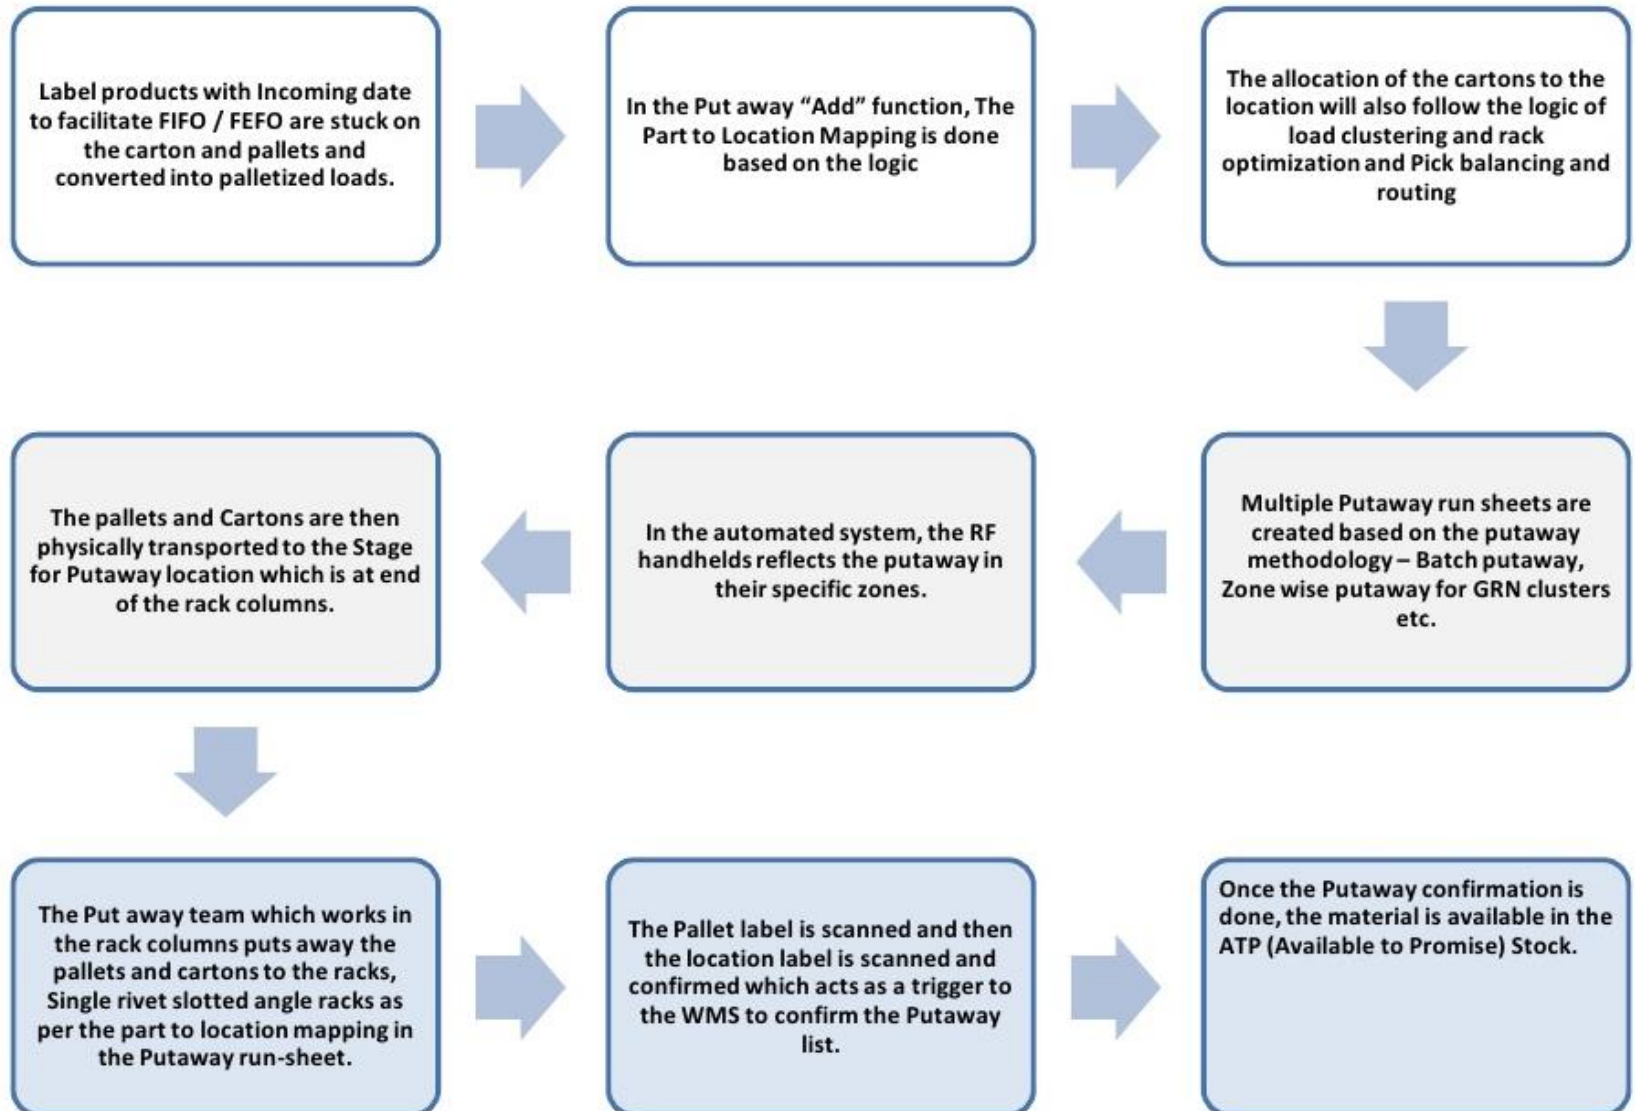 Label products with Incoming date
to facilitate FIFO / FEFO are stuck on
the carton and pallets and
converted into palletized loads.
In the Put away “Add” function, The
Part to Location Mapping is done
based on the logic
The allocation of the cartons to the
location will also follow the logic of
load clustering and rack
optimization and Pick balancing and
routing
Multiple Putaway run sheets are
created based on the putaway
methodology – Batch putaway,
Zone wise putaway for GRN clusters
etc.
In the automated system, the RF
handhelds reflects the putaway in
their specific zones.
The pallets and Cartons are then
physically transported to the Stage
for Putaway location which is at end
of the rack columns.
The Put away team which works in
the rack columns puts away the
pallets and cartons to the racks,
Single rivet slotted angle racks as
per the part to location mapping in
the Putaway run-sheet.
The Pallet label is scanned and then
the location label is scanned and
confirmed which acts as a trigger to
the WMS to confirm the Putaway
list.
Once the Putaway confirmation is
done, the material is available in the
ATP (Available to Promise) Stock.